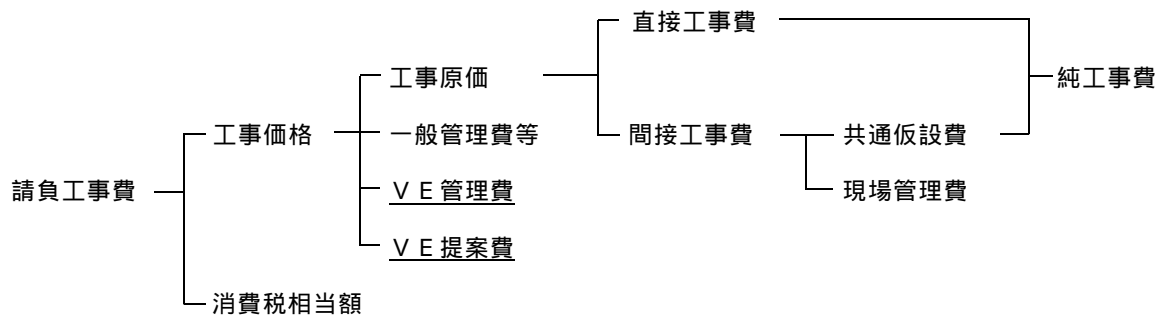 直接工事費
工事原価
純工事費
工事価格
一般管理費等
間接工事費
共通仮設費
請負工事費
ＶＥ管理費
現場管理費
ＶＥ提案費
消費税相当額